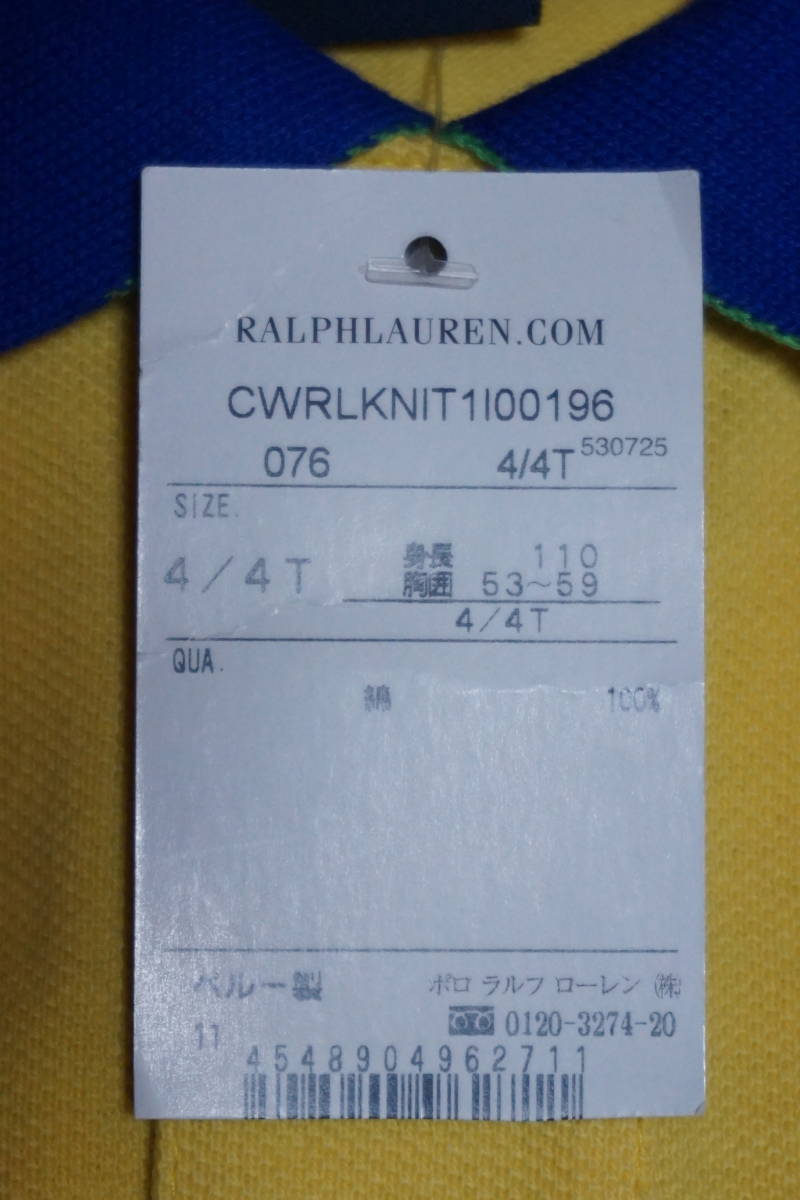 RALPHLAUREN.COM
CWRLKNIT1I00196
076 4/4T 530725
SIZE.
4/4T 身長 110
胸囲 53~59
4/4T
QUA.
綿 100%
ペルー製 ポロ ラルフ ローレン ㈱
0120-3274-20
11
4548904962711